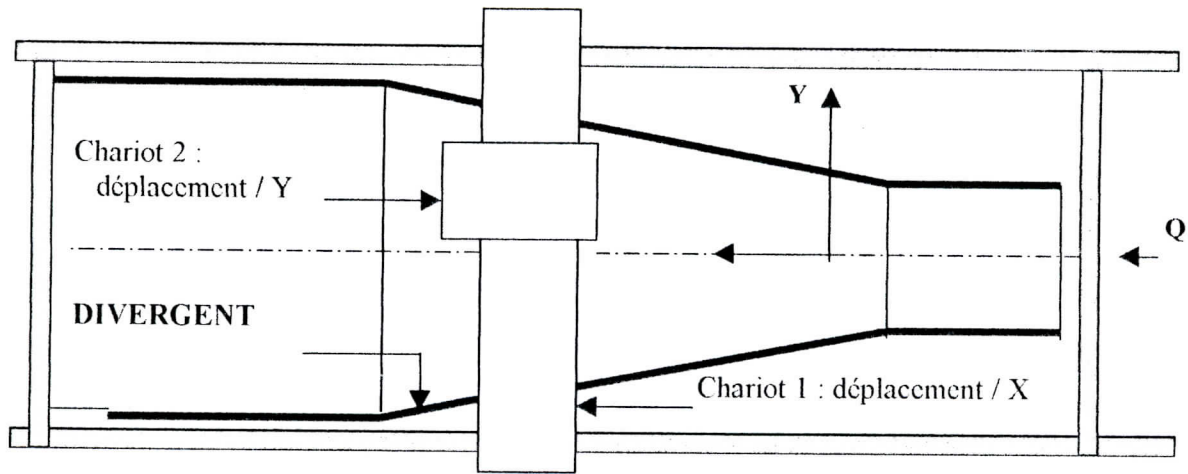 Y
Chariot 2 :
déplacement / Y
Q
DIVERGENT
Chariot 1 : déplacement / X